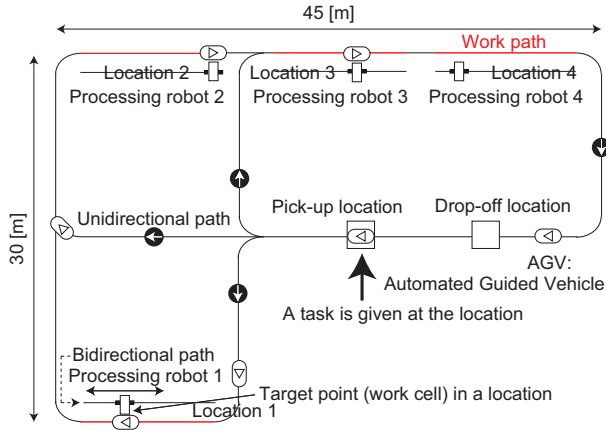 45 [m]
Work path
Location 2
Location 3
Location 4
Processing robot 2
Processing robot 3
Processing robot 4
30 [m]
Unidirectional path
Pick-up location
Drop-off location
AGV:
Automated Guided Vehicle
A task is given at the location
Bidirectional path
Processing robot 1
Target point (work cell) in a location
Location 1